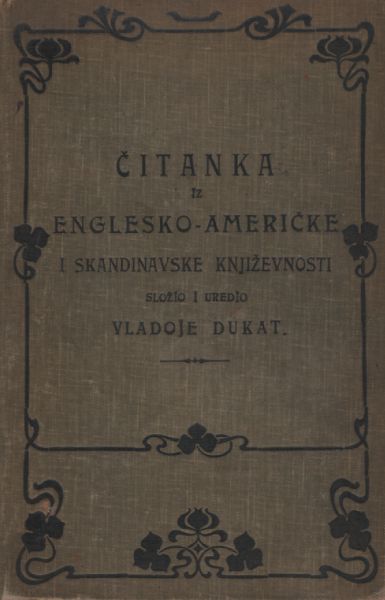 ČITANKA
IZ
ENGLESKO-AMERIČKE
I SKANDINAVSKE KNJIŽEVNOSTI
SLOŽIO I UREDIO
VLADOJE DUKAT.